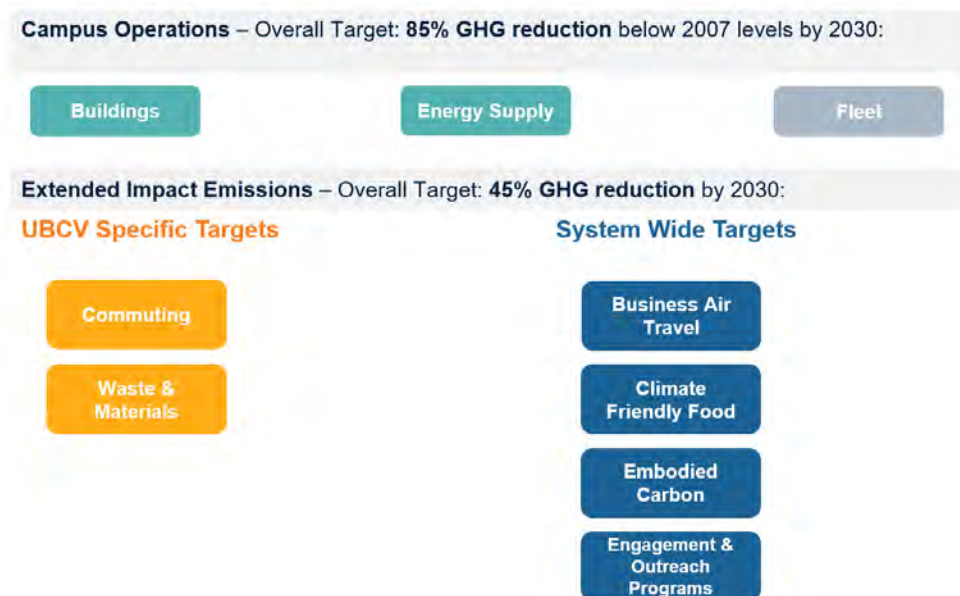 Campus Operations – Overall Target: 85% GHG reduction below 2007 levels by 2030:
Buildings
Energy Supply
Fleet
Extended Impact Emissions – Overall Target: 45% GHG reduction by 2030:
UBCV Specific Targets
System Wide Targets
Commuting
Waste &
Materials
Business Air
Travel
Climate
Friendly Food
Embodied
Carbon
Engagement &
Outreach
Programs